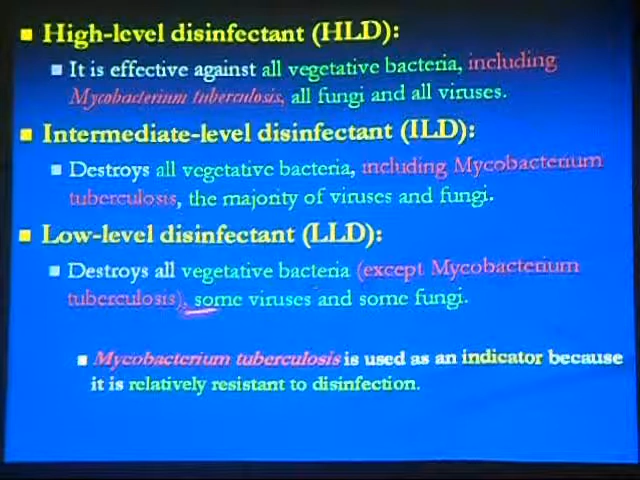 High-level disinfectant (HLD):
It is effective against all vegetative bacteria, including
Mycobacterium tuberculosis, all fungi and all viruses.
Intermediate-level disinfectant (ILD):
Destroys all vegetative bacteria, including Mycobacterium
tuberculosis, the majority of viruses and fungi.
Low-level disinfectant (LLD):
Destroys all vegetative bacteria (except Mycobacterium
tuberculosis), some viruses and some fungi.
Mycobacterium tuberculosis is used as an indicator because
it is relatively resistant to disinfection.